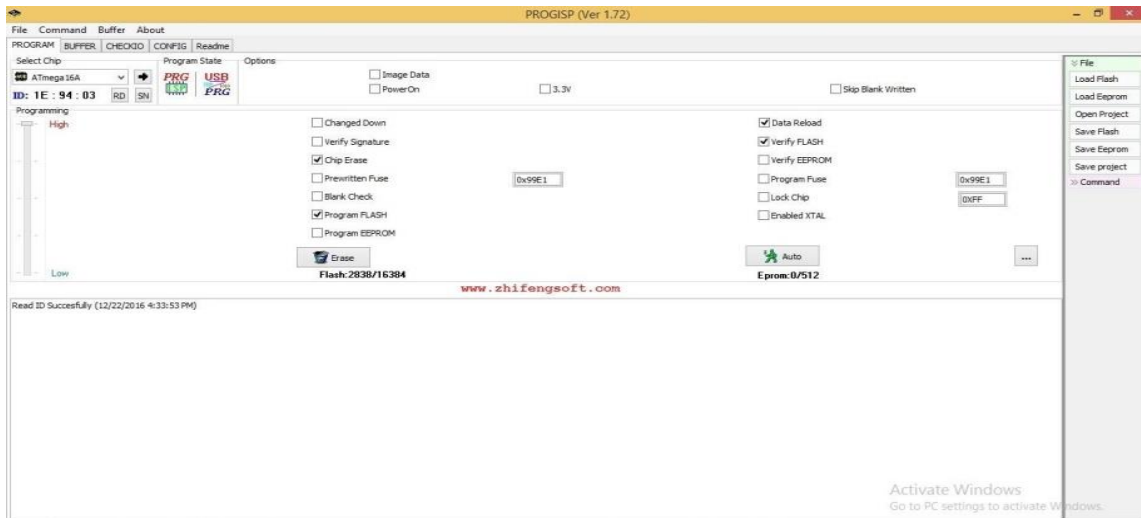 PROGISP (Ver 1.72)
File Command Buffer About
PROGRAM BUFFER CHECKIO CONFIG Readme
Select Chip Program State Options
ATmega16A
PRG ISP USB PRG
ID: 1E : 94 : 03 RD SN
Image Data
PowerOn 3.3V Skip Blank Written
Programming
High
Low
Changed Down
Verify Signature
Chip Erase
Prewritten Fuse 0x99E1
Blank Check
Program FLASH
Program EEPROM
Data Reload
Verify FLASH
Verify EEPROM
Program Fuse 0x99E1
Lock Chip 0XFF
Enabled XTAL
Erase Auto ...
Flash:2838/16384 Eprom:0/512
www.zhifengsoft.com
Read ID Succesfully (12/22/2016 4:33:53 PM)
File
Load Flash
Load Eeprom
Open Project
Save Flash
Save Eeprom
Save project
Command
Activate Windows
Go to PC settings to activate Windows.